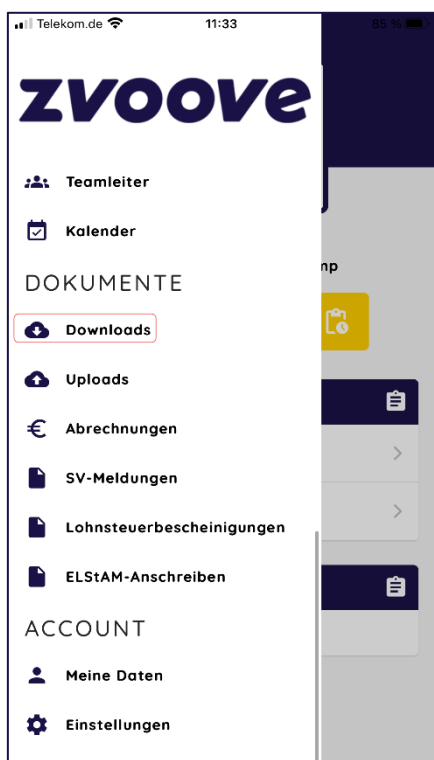 Telekom.de 11:33 85 %
zvoove
Teamleiter
Kalender
mp
DOKUMENTE
Downloads
Uploads
€ Abrechnungen
SV-Meldungen
Lohnsteuerbescheinigungen
ELStAM-Anschreiben
ACCOUNT
Meine Daten
Einstellungen